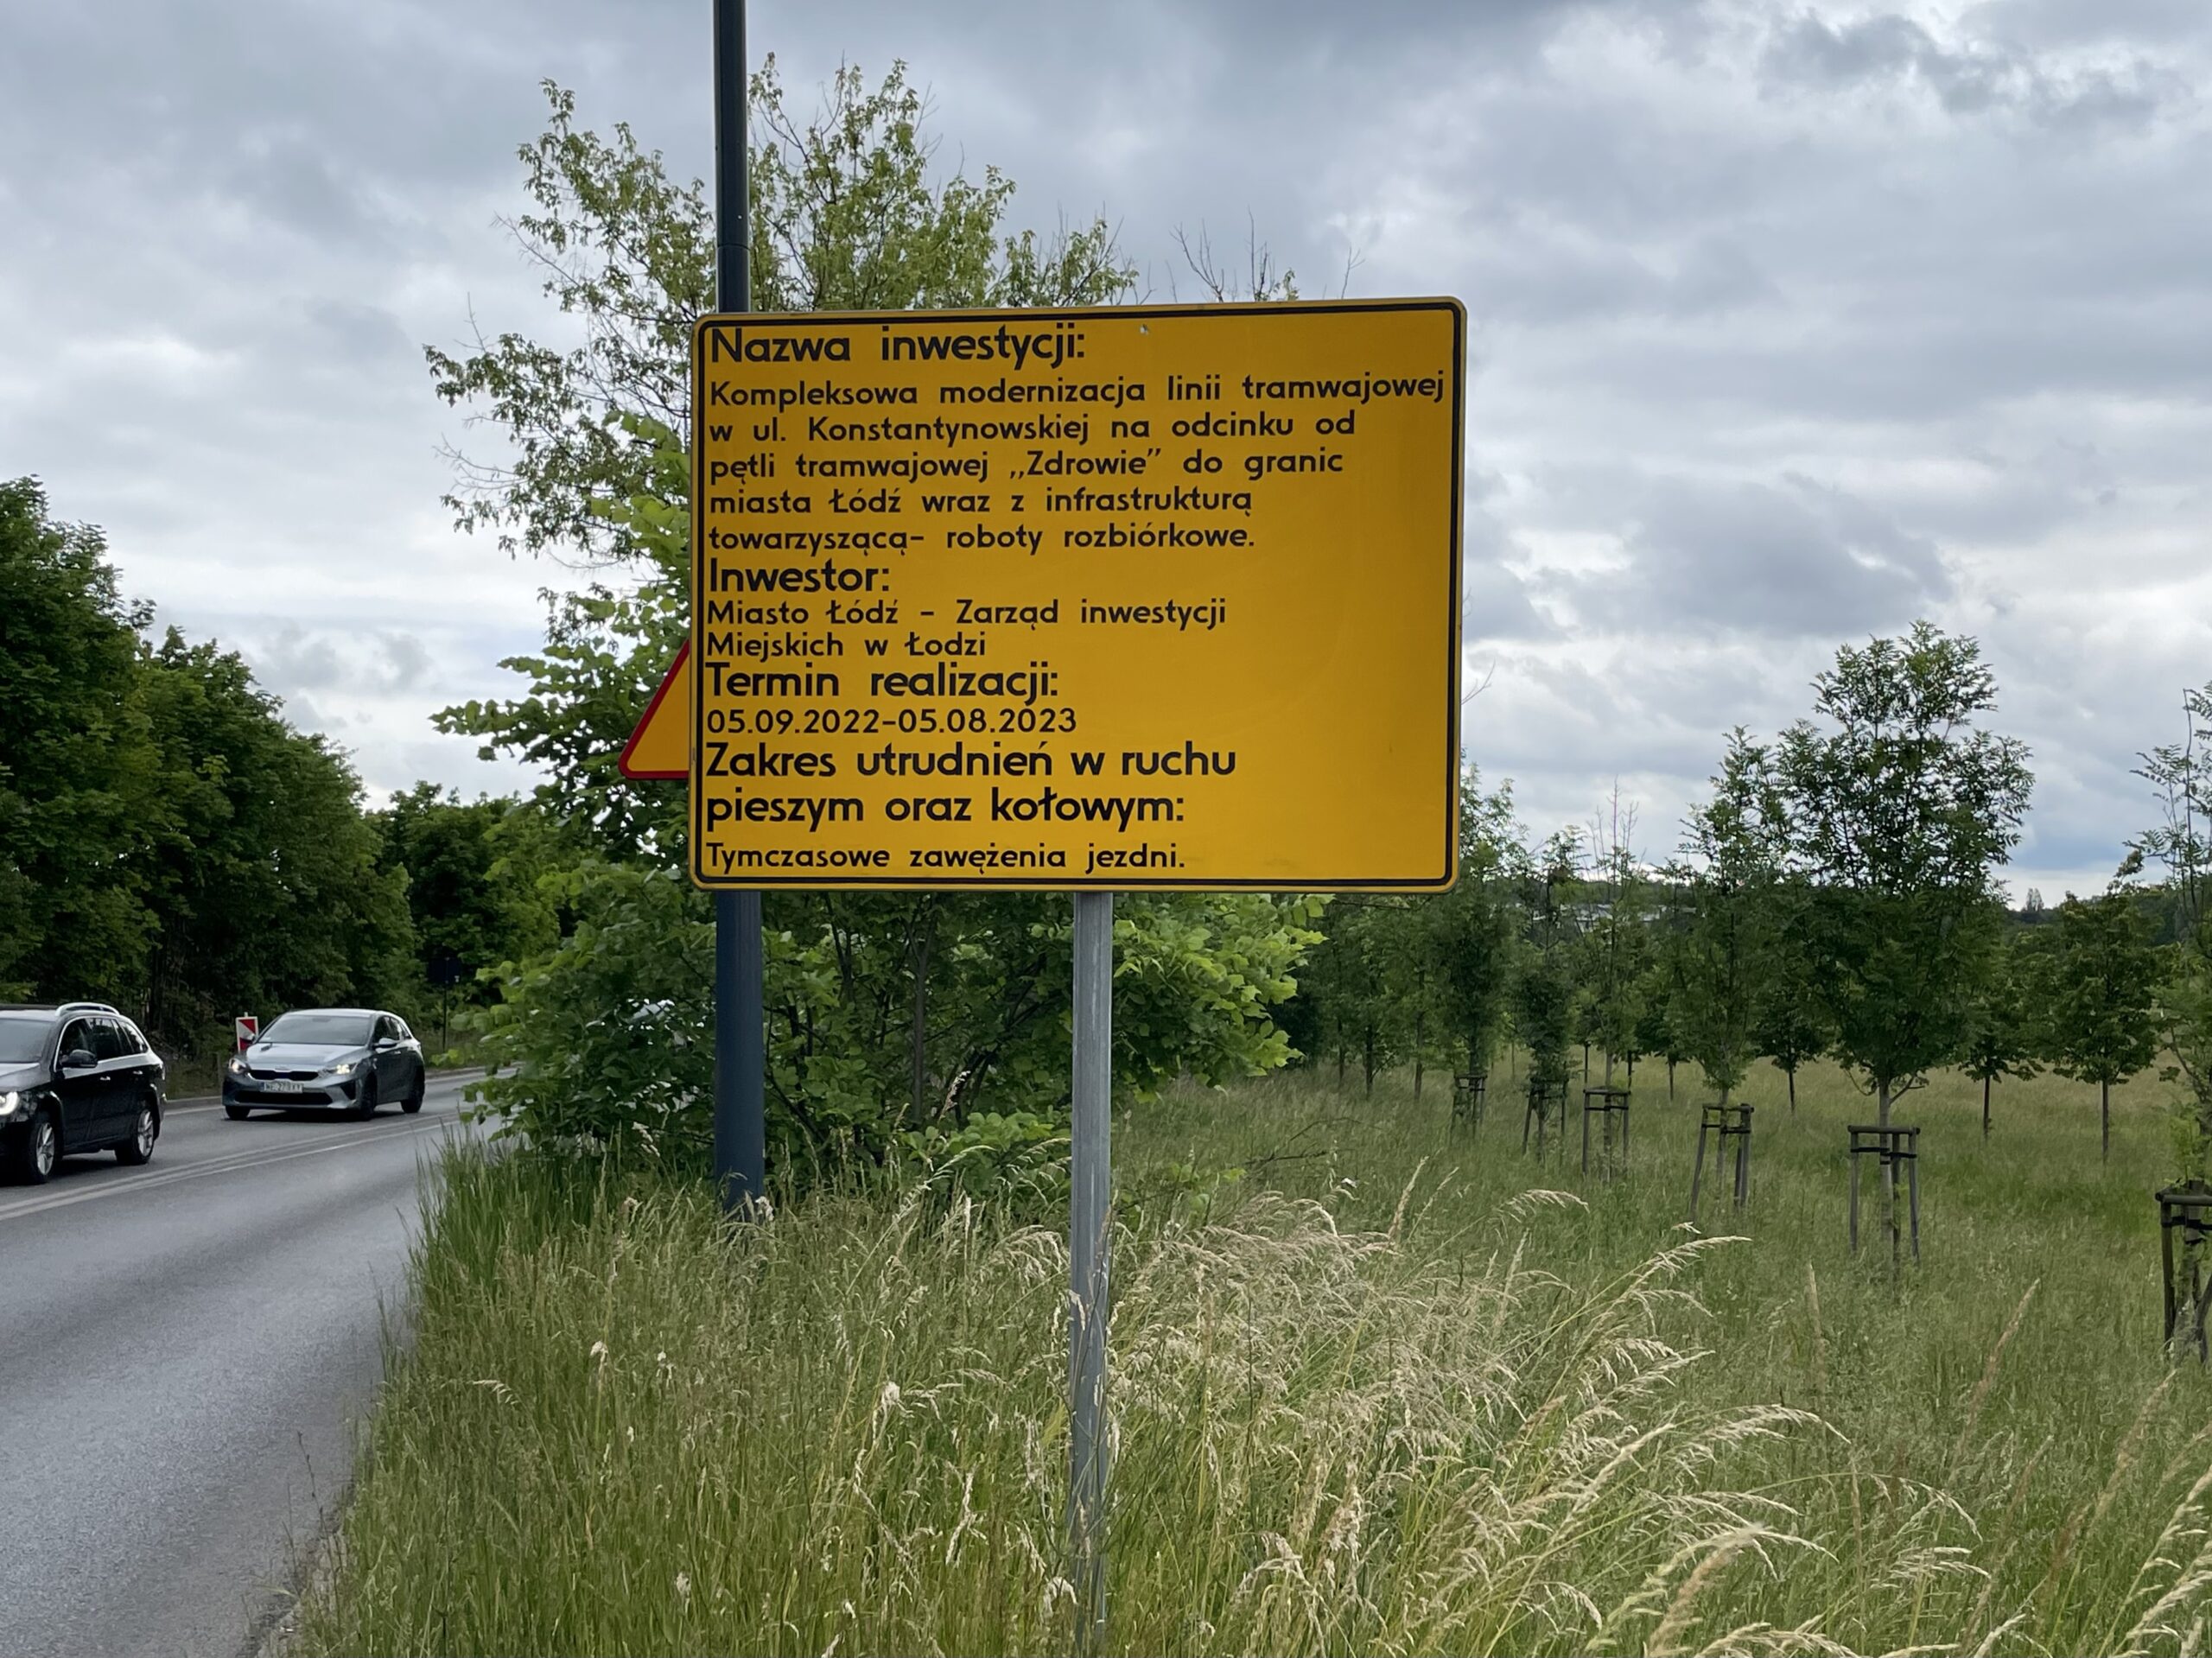 Nazwa inwestycji:
Kompleksowa modernizacja linii tramwajowej
w ul. Konstantynowskiej na odcinku od
pętli tramwajowej „Zdrowie” do granic
miasta Łódź wraz z infrastrukturą
towarzyszącą- roboty rozbiórkowe.
Inwestor:
Miasto Łódź - Zarząd inwestycji
Miejskich w Łodzi
Termin realizacji:
05.09.2022-05.08.2023
Zakres utrudnień w ruchu
pieszym oraz kołowym:
Tymczasowe zawężenia jezdni.